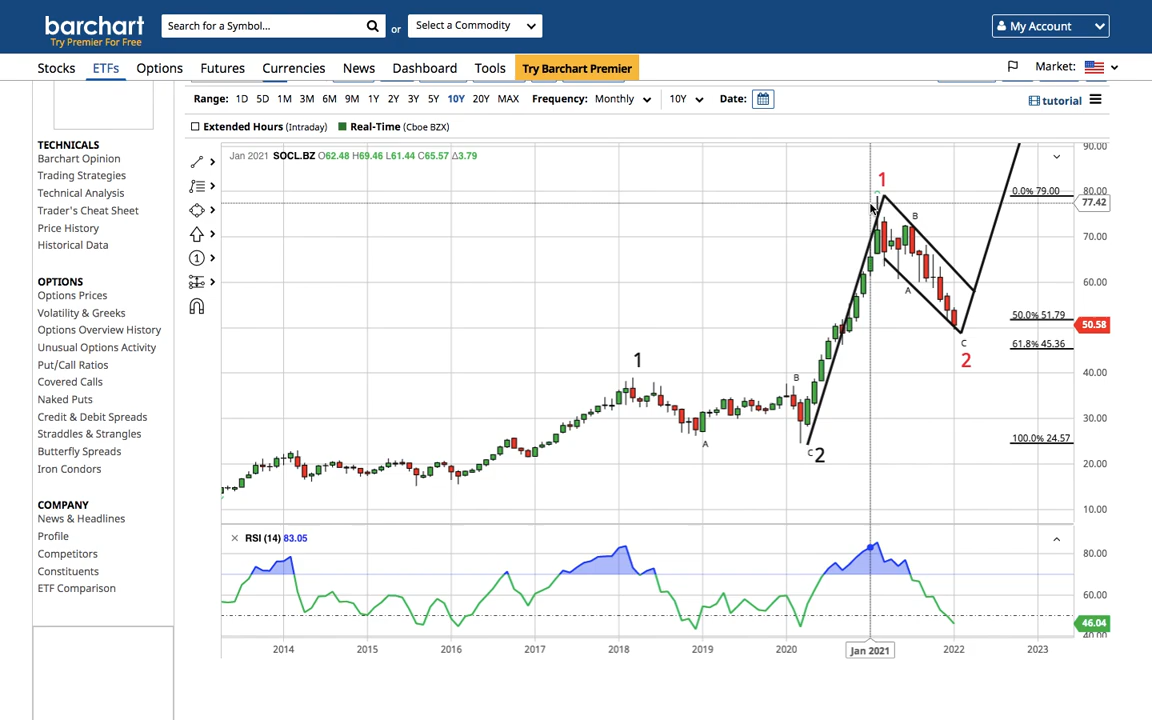 barchart
Try Premier For Free
Search for a Symbol...
or
Select a Commodity
My Account
Stocks ETFs Options Futures Currencies News Dashboard Tools Try Barchart Premier
Market:
Range: 1D 5D 1M 3M 6M 9M 1Y 2Y 3Y 5Y 10Y 20Y MAX Frequency: Monthly 10Y Date:
tutorial
Extended Hours (Intraday) Real-Time (Cboe BZX)
Jan 2021 SOCL.BZ O62.48 H69.46 L61.44 C65.57 Δ3.79
TECHNICALS
Barchart Opinion
Trading Strategies
Technical Analysis
Trader's Cheat Sheet
Price History
Historical Data
OPTIONS
Options Prices
Volatility & Greeks
Options Overview History
Unusual Options Activity
Put/Call Ratios
Covered Calls
Naked Puts
Credit & Debit Spreads
Straddles & Strangles
Butterfly Spreads
Iron Condors
COMPANY
News & Headlines
Profile
Competitors
Constituents
ETF Comparison
1
1
B
A
C 2
B
A
C
2
0.0% 79.00
50.0% 51.79
61.8% 45.36
100.0% 24.57
90.00
80.00
77.42
70.00
60.00
50.58
40.00
30.00
20.00
10.00
RSI (14) 83.05
80.00
60.00
46.04
40.00
2014 2015 2016 2017 2018 2019 2020 Jan 2021 2022 2023